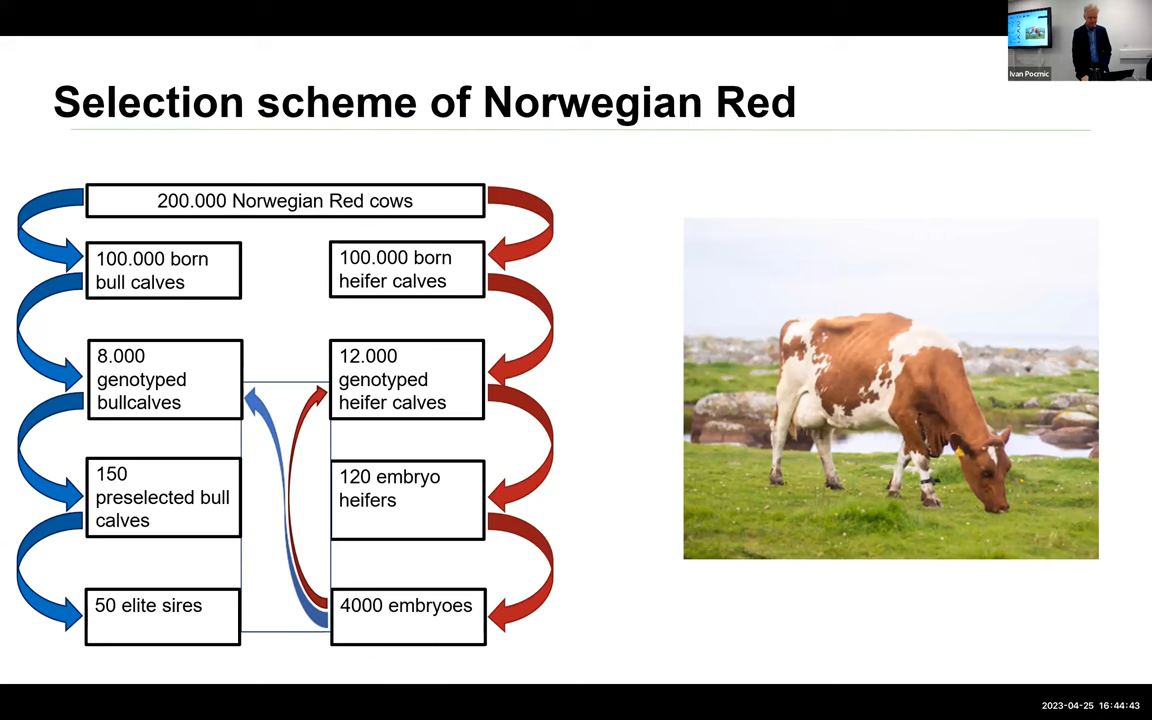 Ivan Pocrnic
Selection scheme of Norwegian Red
200.000 Norwegian Red cows
100.000 born
bull calves
100.000 born
heifer calves
8.000
genotyped
bullcalves
12.000
genotyped
heifer calves
150
preselected bull
calves
120 embryo
heifers
50 elite sires
4000 embryoes
2023-04-25 16:44:43